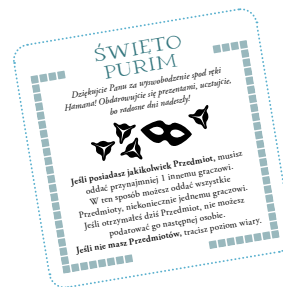 ŚWIĘTO
PURIM
Dziękujcie Panu za wyswobodzenie spod ręki
Hamana! Obdarowujcie się prezentami, ucztujcie,
bo radosne dni nadeszły!
Jeśli posiadasz jakikolwiek Przedmiot, musisz
oddać przynajmniej 1 innemu graczowi.
W ten sposób możesz oddać wszystkie
Przedmioty, niekoniecznie jednemu graczowi.
Jeśli otrzymałeś dziś Przedmiot, nie możesz
podarować go następnej osobie.
Jeśli nie masz Przedmiotów, tracisz poziom wiary.